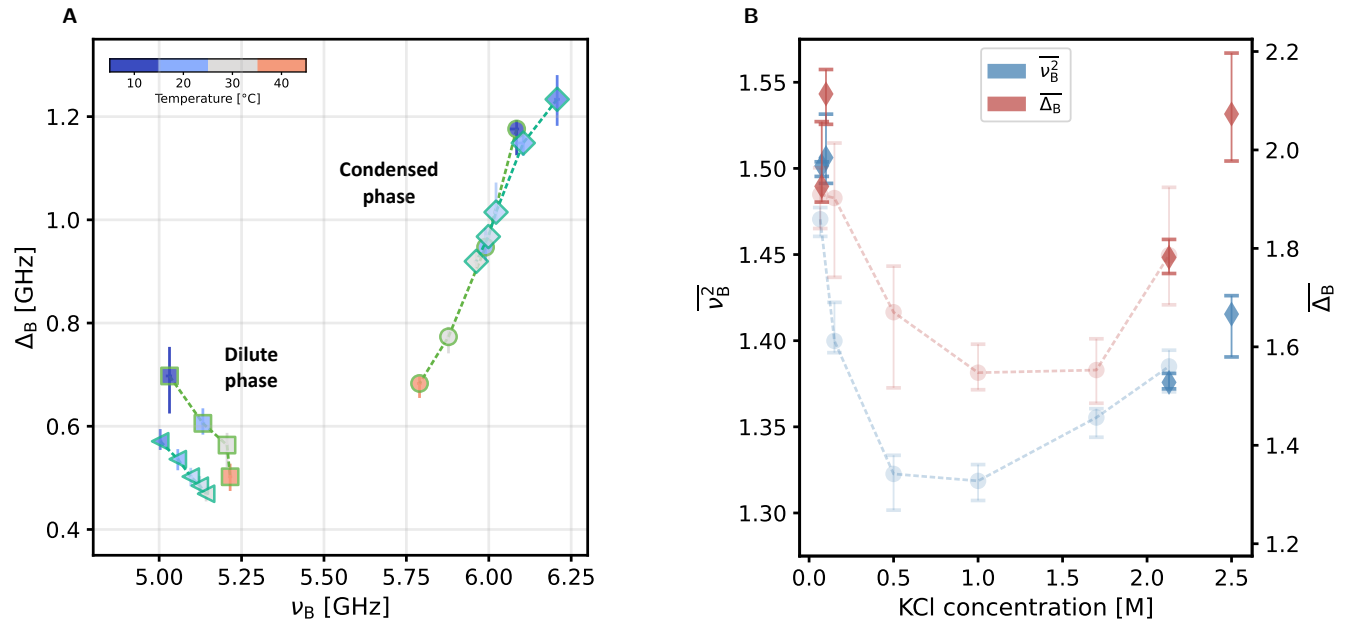 A
10 20 30 40
Temperature [°C]
Condensed
phase
Dilute
phase
1.2
1.0
0.8
0.6
0.4
Δ_B [GHz]
5.00 5.25 5.50 5.75 6.00 6.25
ν_B [GHz]
B
ν_B^2
Δ_B
1.55
1.50
1.45
1.40
1.35
1.30
ν_B^2
2.2
2.0
1.8
1.6
1.4
1.2
Δ_B
0.0 0.5 1.0 1.5 2.0 2.5
KCl concentration [M]